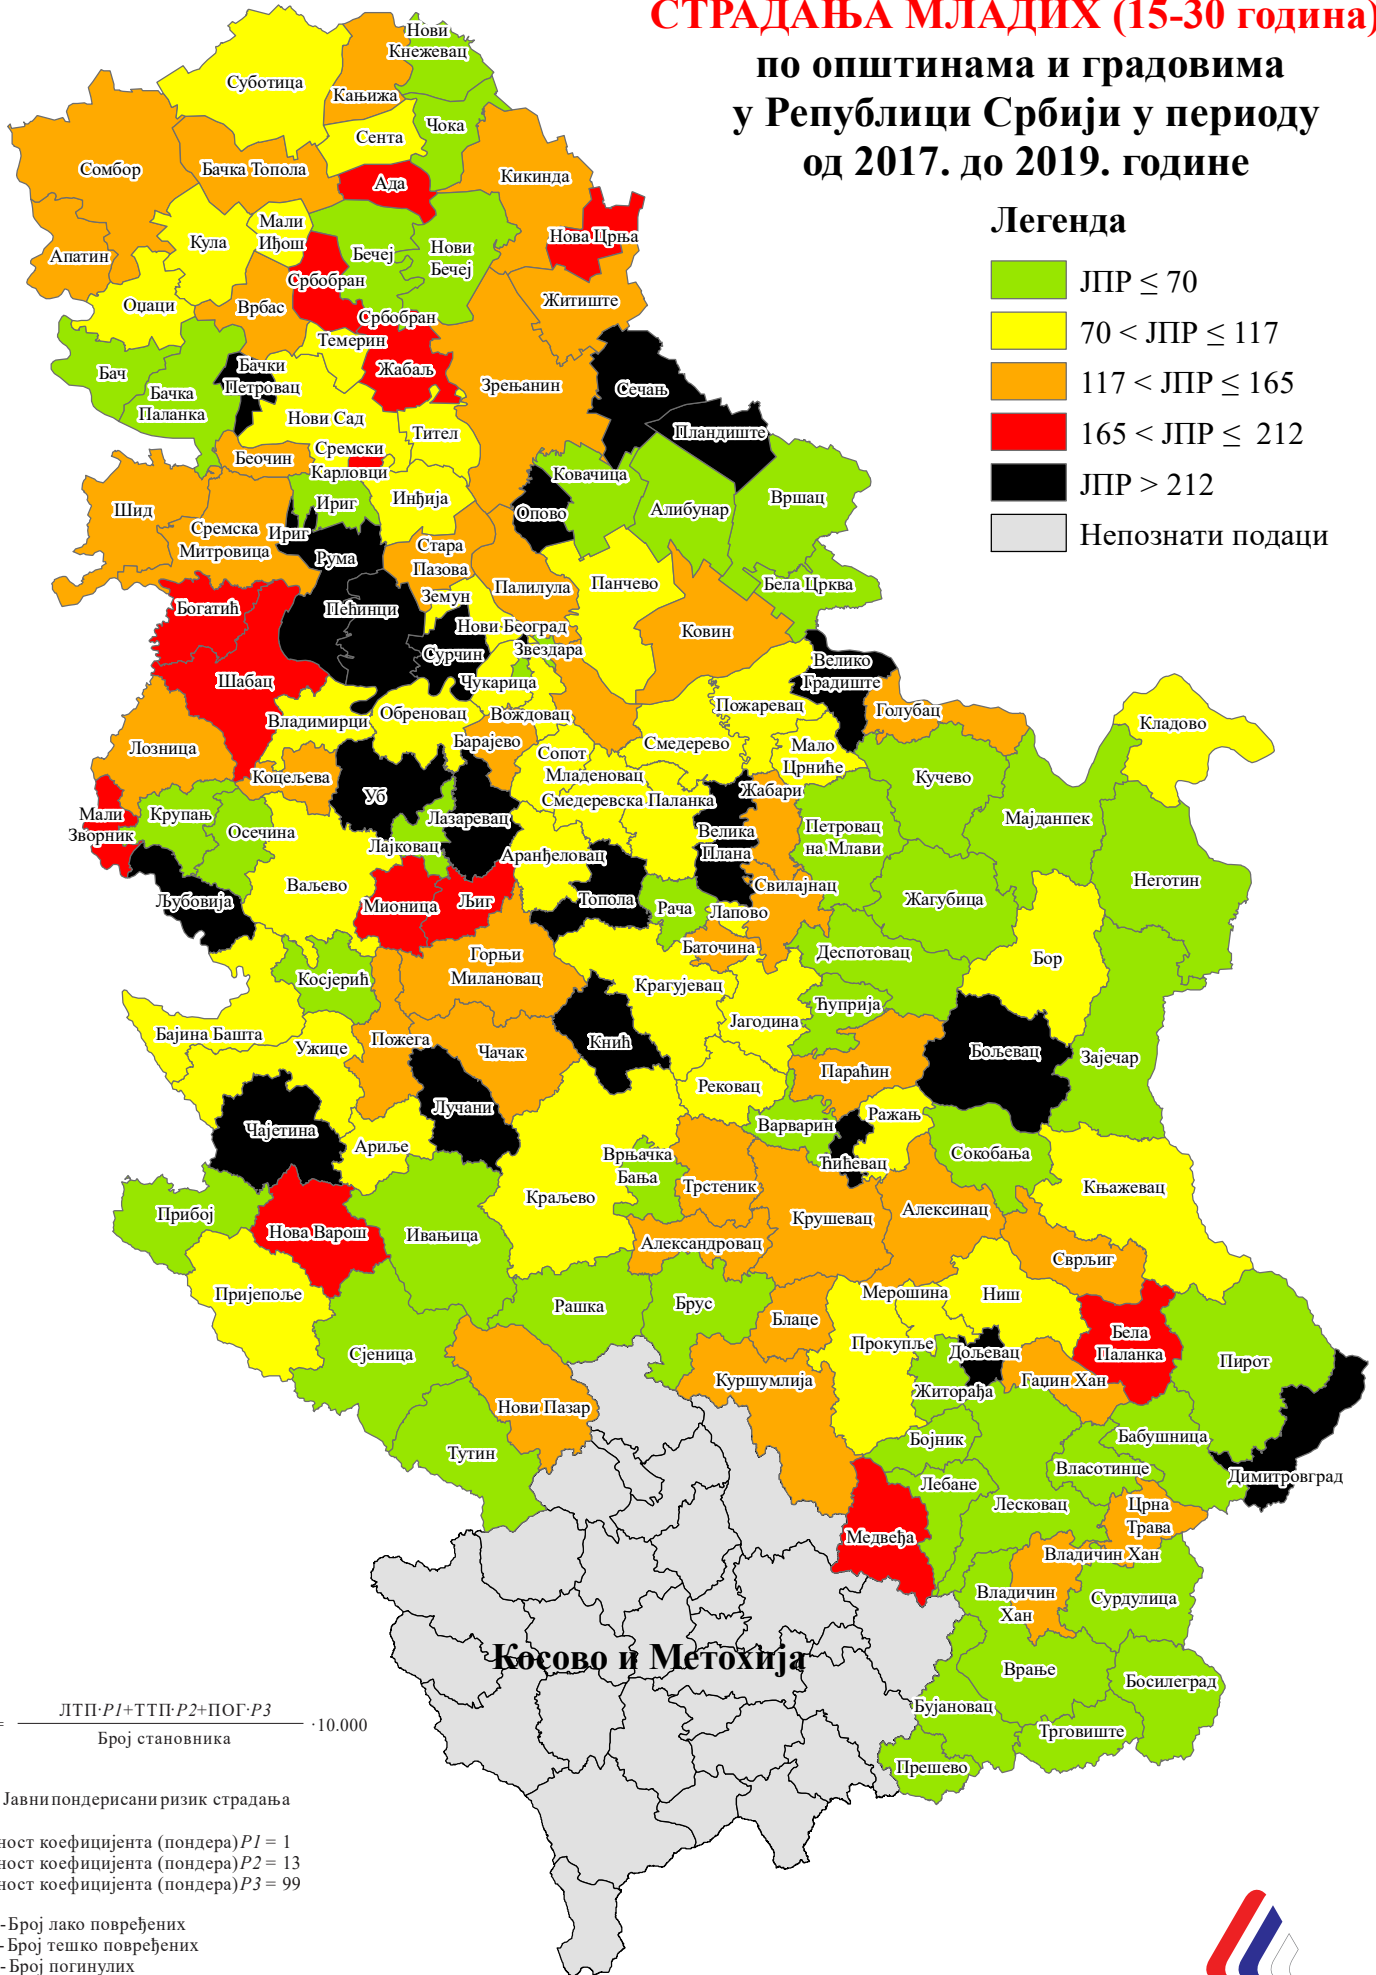 СТРАДАЊА МЛАДИХ (15-30 година)
по општинама и градовима
у Републици Србији у периоду
од 2017. до 2019. године
Легенда
ЈПР ≤ 70
70 < ЈПР ≤ 117
117 < ЈПР ≤ 165
165 < ЈПР ≤ 212
ЈПР > 212
Непознати подаци
Нови
Кнежевац
Суботица
Кањижа
Чока
Сента
Сомбор
Бачка Топола
Ада
Кикинда
Мали
Иђош
Кула
Нова Црња
Апатин
Бечеј
Нови
Бечеј
Србобран
Житиште
Оџаци
Врбас
Србобран
Темерин
Бач
Бачки
Петровац
Жабаљ
Зрењанин
Сечањ
Бачка
Паланка
Нови Сад
Тител
Пландиште
Беочин
Сремски
Карловци
Ковачица
Вршац
Шид
Ириг
Инђија
Опово
Алибунар
Сремска
Митровица
Ириг
Рума
Стара
Пазова
Палилула
Панчево
Бела Црква
Богатић
Пећинци
Земун
Нови Београд
Ковин
Сурчин
Звездара
Велико
Градиште
Шабац
Чукарица
Владимирци
Обреновац
Вождовац
Пожаревац
Голубац
Кладово
Лозница
Барајево
Сопот
Смедерево
Мало
Црниће
Коцељева
Младеновац
Кучево
Уб
Смедеревска Паланка
Жабари
Мали
Зворник
Крупањ
Осечина
Лазаревац
Лајковац
Велика
Плана
Петровац
на Млави
Мајданпек
Аранђеловац
Ваљево
Свилајнац
Неготин
Љубовија
Мионица
Љиг
Топола
Рача
Лапово
Жагубица
Баточина
Горњи
Милановац
Деспотовац
Бор
Косјерић
Крагујевац
Ћуприја
Јагодина
Бајина Башта
Ужице
Пожега
Чачак
Кнић
Бољевац
Зајечар
Параћин
Рековац
Лучани
Ражањ
Варварин
Чајетина
Ариље
Врњачка
Бања
Ћићевац
Сокобања
Трстеник
Књажевац
Краљево
Прибој
Нова Варош
Ивањица
Крушевац
Алексинац
Александровац
Сврљиг
Пријепоље
Рашка
Брус
Блаце
Мерошина
Ниш
Бела
Паланка
Прокупље
Дољевац
Пирот
Сјеница
Куршумлија
Житорађа
Гаџин Хан
Нови Пазар
Бојник
Бабушница
Тутин
Власотинце
Димитровград
Лебане
Лесковац
Црна
Трава
Медвеђа
Владичин Хан
Владичин
Хан
Сурдулица
Косово и Метохија
Врање
Босилеград
Бујановац
Трговиште
Прешево
= ЛТП·P1+ТТП·P2+ПОГ·P3 ·10.000
Број становника
Јавни пондерисани ризик страдања
ност коефицијента (пондера) P1 = 1
ност коефицијента (пондера) P2 = 13
ност коефицијента (пондера) P3 = 99
- Број лако повређених
- Број тешко повређених
- Број погинулих